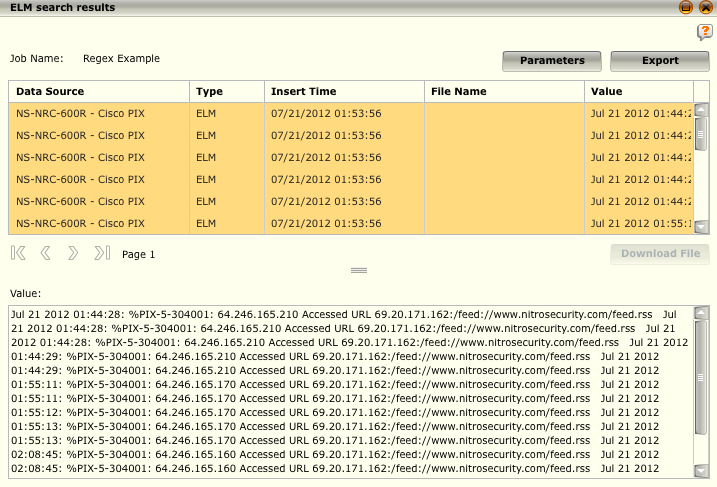 ELM search results
?
Job Name: Regex Example
Parameters Export
Data Source Type Insert Time File Name Value
NS-NRC-600R - Cisco PIX ELM 07/21/2012 01:53:56 Jul 21 2012 01:44:2
NS-NRC-600R - Cisco PIX ELM 07/21/2012 01:53:56 Jul 21 2012 01:44:2
NS-NRC-600R - Cisco PIX ELM 07/21/2012 01:53:56 Jul 21 2012 01:44:2
NS-NRC-600R - Cisco PIX ELM 07/21/2012 01:53:56 Jul 21 2012 01:44:2
NS-NRC-600R - Cisco PIX ELM 07/21/2012 01:53:56 Jul 21 2012 01:44:2
NS-NRC-600R - Cisco PIX ELM 07/21/2012 01:53:56 Jul 21 2012 01:55:1
Page 1 Download File
Value:
Jul 21 2012 01:44:28: %PIX-5-304001: 64.246.165.210 Accessed URL 69.20.171.162:/feed://www.nitrosecurity.com/feed.rss Jul
21 2012 01:44:28: %PIX-5-304001: 64.246.165.210 Accessed URL 69.20.171.162:/feed://www.nitrosecurity.com/feed.rss Jul 21
2012 01:44:28: %PIX-5-304001: 64.246.165.210 Accessed URL 69.20.171.162:/feed://www.nitrosecurity.com/feed.rss Jul 21 2012
01:44:29: %PIX-5-304001: 64.246.165.210 Accessed URL 69.20.171.162:/feed://www.nitrosecurity.com/feed.rss Jul 21 2012
01:44:29: %PIX-5-304001: 64.246.165.210 Accessed URL 69.20.171.162:/feed://www.nitrosecurity.com/feed.rss Jul 21 2012
01:55:11: %PIX-5-304001: 64.246.165.170 Accessed URL 69.20.171.162:/feed://www.nitrosecurity.com/feed.rss Jul 21 2012
01:55:11: %PIX-5-304001: 64.246.165.170 Accessed URL 69.20.171.162:/feed://www.nitrosecurity.com/feed.rss Jul 21 2012
01:55:12: %PIX-5-304001: 64.246.165.170 Accessed URL 69.20.171.162:/feed://www.nitrosecurity.com/feed.rss Jul 21 2012
01:55:13: %PIX-5-304001: 64.246.165.170 Accessed URL 69.20.171.162:/feed://www.nitrosecurity.com/feed.rss Jul 21 2012
01:55:13: %PIX-5-304001: 64.246.165.170 Accessed URL 69.20.171.162:/feed://www.nitrosecurity.com/feed.rss Jul 21 2012
02:08:45: %PIX-5-304001: 64.246.165.160 Accessed URL 69.20.171.162:/feed://www.nitrosecurity.com/feed.rss Jul 21 2012
02:08:45: %PIX-5-304001: 64.246.165.160 Accessed URL 69.20.171.162:/feed://www.nitrosecurity.com/feed.rss Jul 21 2012